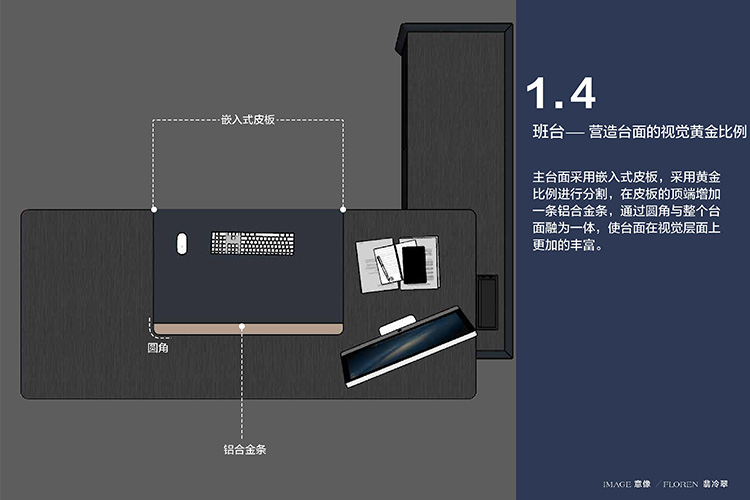 嵌入式皮板
圆角
铝合金条
1.4
班台— 营造台面的视觉黄金比例
主台面采用嵌入式皮板，采用黄金
比例进行分割，在皮板的顶端增加
一条铝合金条，通过圆角与整个台
面融为一体，使台面在视觉层面上
更加的丰富。
IMAGE 意像 / FLOREN 翡冷翠